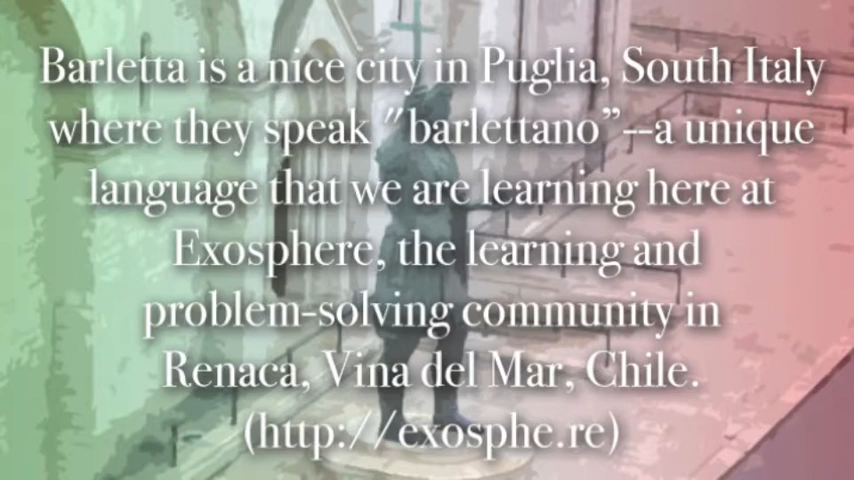 Barletta is a nice city in Puglia, South Italy
where they speak "barlettano”--a unique
language that we are learning here at
Exosphere, the learning and
problem-solving community in
Renaca, Vina del Mar, Chile.
(http://exosphe.re)